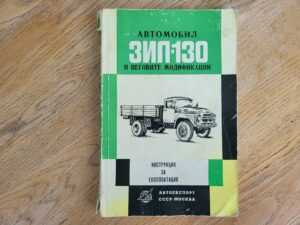 АВТОМОБИЛ
ЗИЛ-130
И НЕГОВИТЕ МОДИФИКАЦИИ
ИНСТРУКЦИЯ
ЗА
ЕКСПЛОАТАЦИЯ
АВТОЕКСПОРТ
СССР·МОСКВА